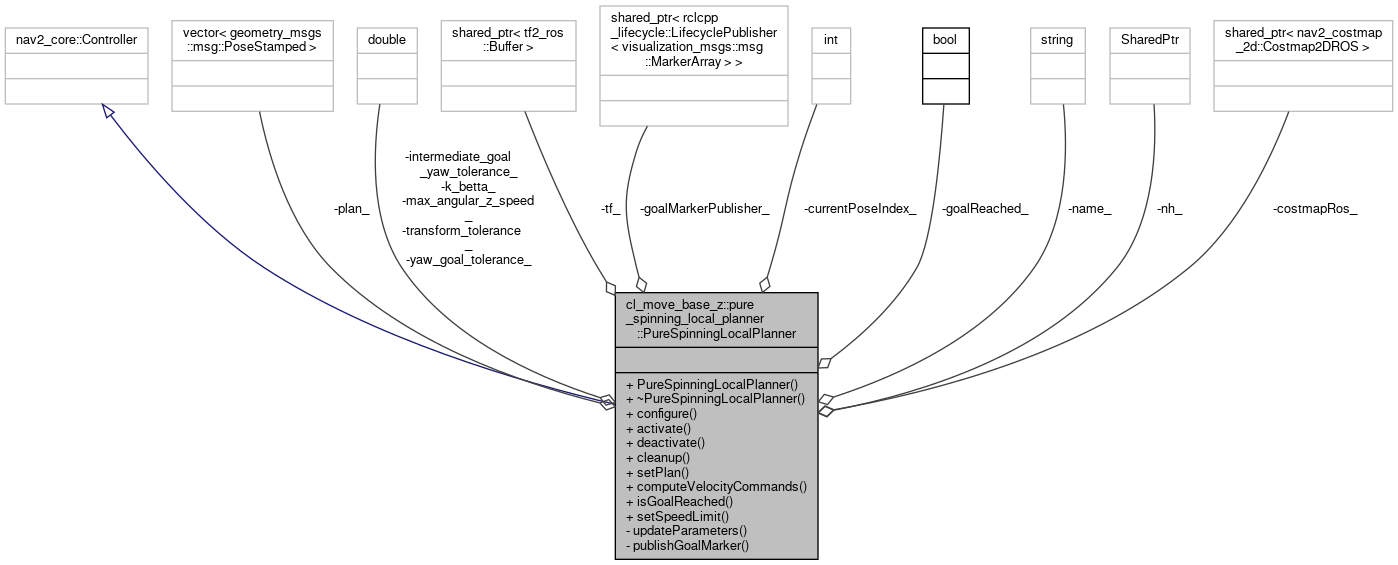 nav2_core::Controller
vector< geometry_msgs
::msg::PoseStamped >
double
shared_ptr< tf2_ros
::Buffer >
shared_ptr< rclcpp
_lifecycle::LifecyclePublisher
< visualization_msgs::msg
::MarkerArray > >
int
bool
string
SharedPtr
shared_ptr< nav2_costmap
_2d::Costmap2DROS >
-plan_
-intermediate_goal
_yaw_tolerance_
-k_betta_
-max_angular_z_speed
_
-transform_tolerance
_
-yaw_goal_tolerance_
-tf_
-goalMarkerPublisher_
-currentPoseIndex_
-goalReached_
-name_
-nh_
-costmapRos_
cl_move_base_z::pure
_spinning_local_planner
::PureSpinningLocalPlanner
+ PureSpinningLocalPlanner()
+ ~PureSpinningLocalPlanner()
+ configure()
+ activate()
+ deactivate()
+ cleanup()
+ setPlan()
+ computeVelocityCommands()
+ isGoalReached()
+ setSpeedLimit()
- updateParameters()
- publishGoalMarker()